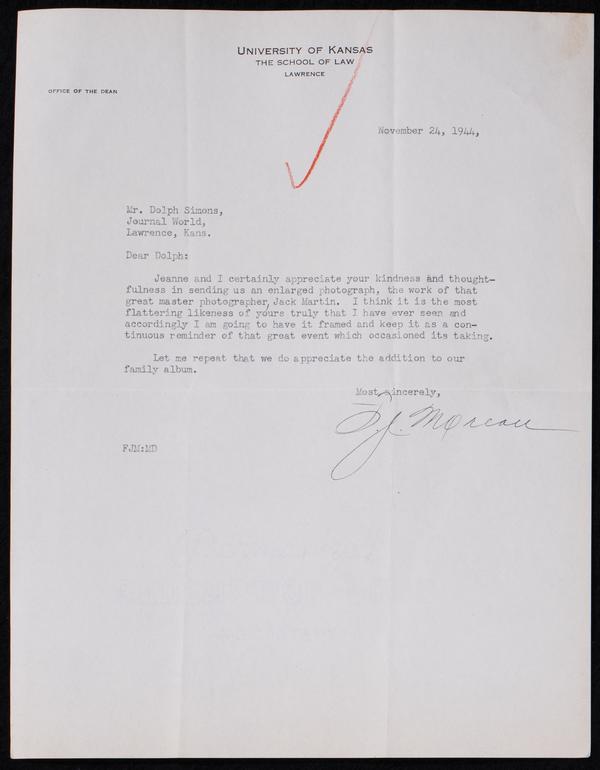 UNIVERSITY OF KANSAS
THE SCHOOL OF LAW
LAWRENCE
OFFICE OF THE DEAN
November 24, 1944,
Mr. Dolph Simons,
Journal World,
Lawrence, Kans.
Dear Dolph:
Jeanne and I certainly appreciate your kindness and thought-
fulness in sending us an enlarged photograph, the work of that
great master photographer, Jack Martin. I think it is the most
flattering likeness of yours truly that I have ever seen and
accordingly I am going to have it framed and keep it as a con-
tinuous reminder of that great event which occasioned its taking.
Let me repeat that we do appreciate the addition to our
family album.
Most sincerely,
F.J. Moreau
FJM:MD